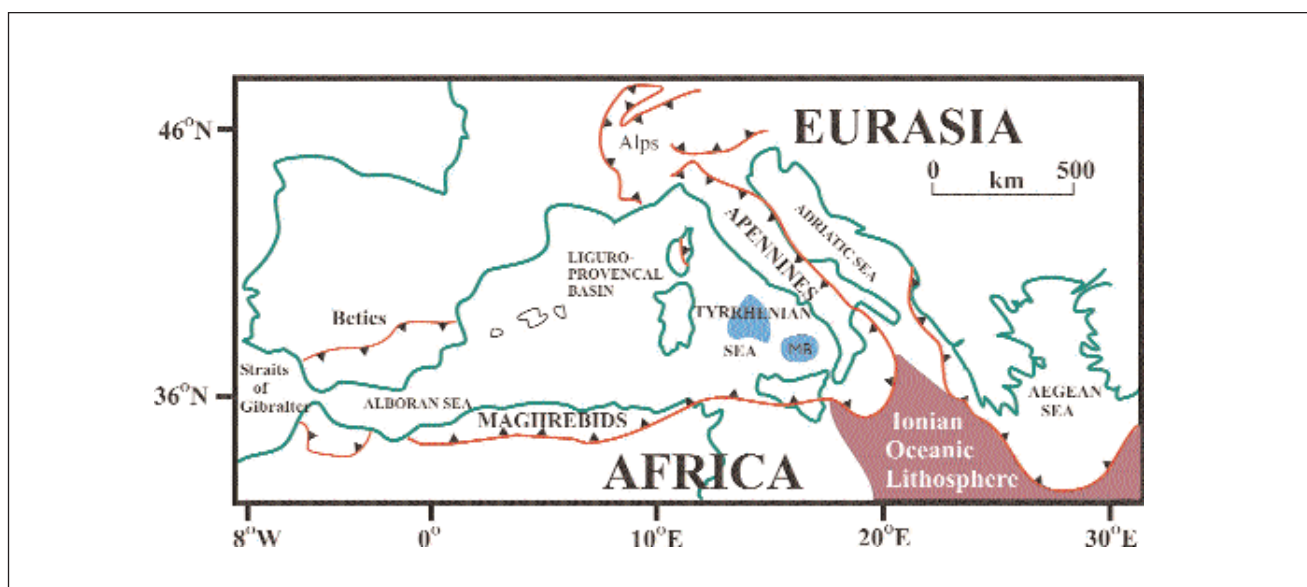 46°N
EURASIA
Alps
0 500
km
APENNINES
ADRIATIC SEA
LIGURO-
PROVENCAL
BASIN
TYRRHENIAN
SEA
MB
Betics
Straits
of
Gibralter
36°N
ALBORAN SEA
MAGHREBIDS
AEGEAN
SEA
Ionian
Oceanic
Lithosphere
AFRICA
8°W 0° 10°E 20°E 30°E